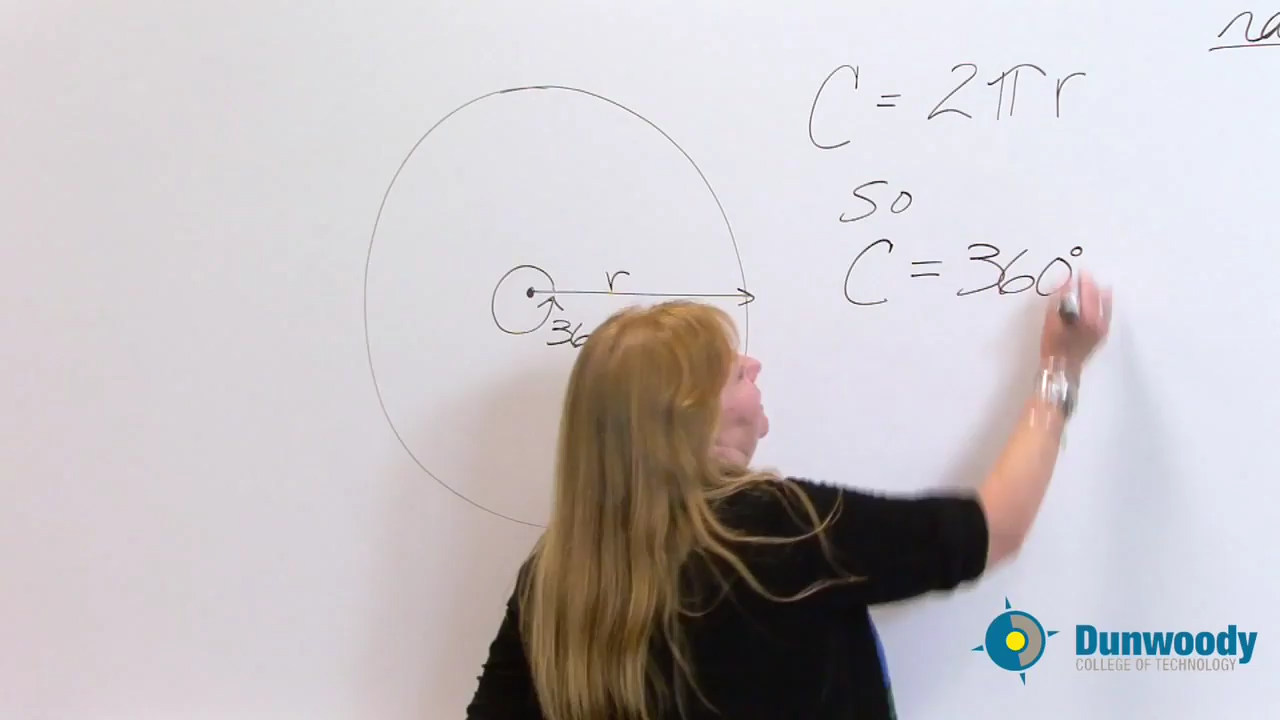 C = 2πr
so
C = 360°
r
Dunwoody
COLLEGE OF TECHNOLOGY